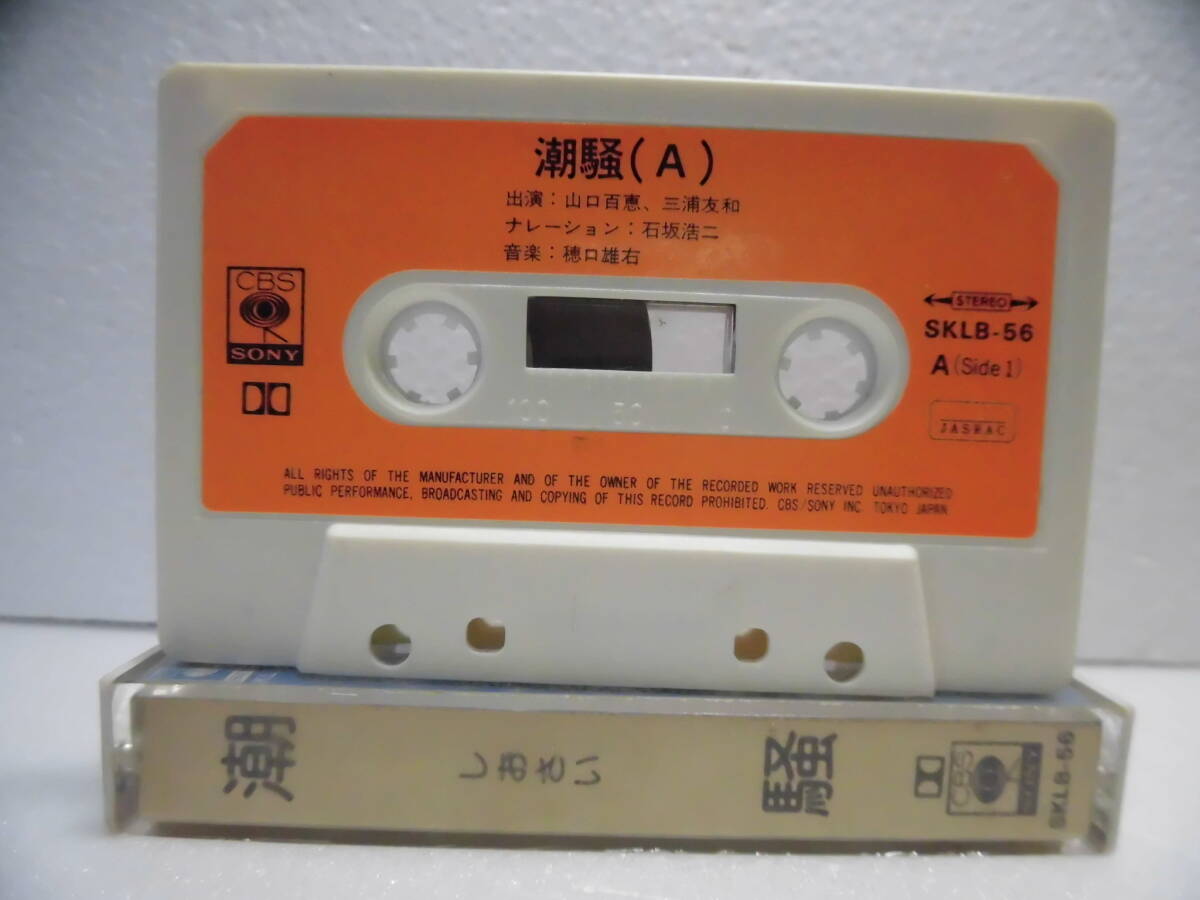 潮騒(A)
出演:山口百恵、三浦友和
ナレーション:石坂浩二
音楽:穂口雄右
CBS
SONY
STEREO
SKLB-56
A(Side 1)
JASRAC
100 50 0
ALL RIGHTS OF THE MANUFACTURER AND OF THE OWNER OF THE RECORDED WORK RESERVED UNAUTHORIZED
PUBLIC PERFORMANCE, BROADCASTING AND COPYING OF THIS RECORD PROHIBITED. CBS/SONY INC. TOKYO JAPAN
潮 しおさい 騒
CBS
SONY
SKLB-56